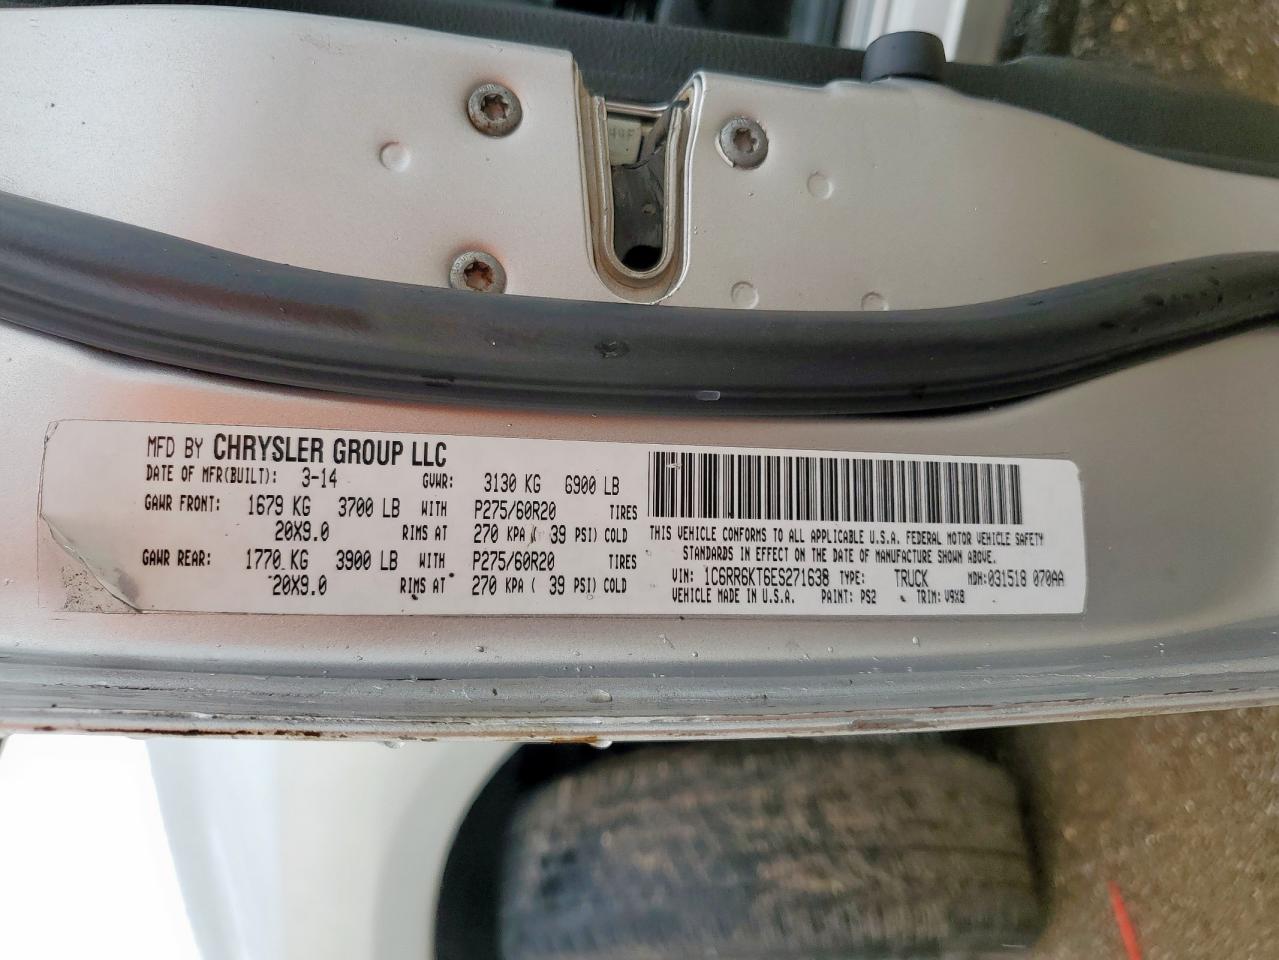 MFD BY CHRYSLER GROUP LLC
DATE OF MFR(BUILT): 3-14 GVWR: 3130 KG 6900 LB
GAWR FRONT: 1679 KG 3700 LB WITH P275/60R20 TIRES
20X9.0 RIMS AT 270 KPA ( 39 PSI) COLD
GAWR REAR: 1770 KG 3900 LB WITH P275/60R20 TIRES
20X9.0 RIMS AT 270 KPA ( 39 PSI) COLD
THIS VEHICLE CONFORMS TO ALL APPLICABLE U.S.A. FEDERAL MOTOR VEHICLE SAFETY
STANDARDS IN EFFECT ON THE DATE OF MANUFACTURE SHOWN ABOVE.
VIN: 1C6RR6KT6ES271638 TYPE: TRUCK MDH:031518 070AA
VEHICLE MADE IN U.S.A. PAINT: PS2 TRIM: V9X8